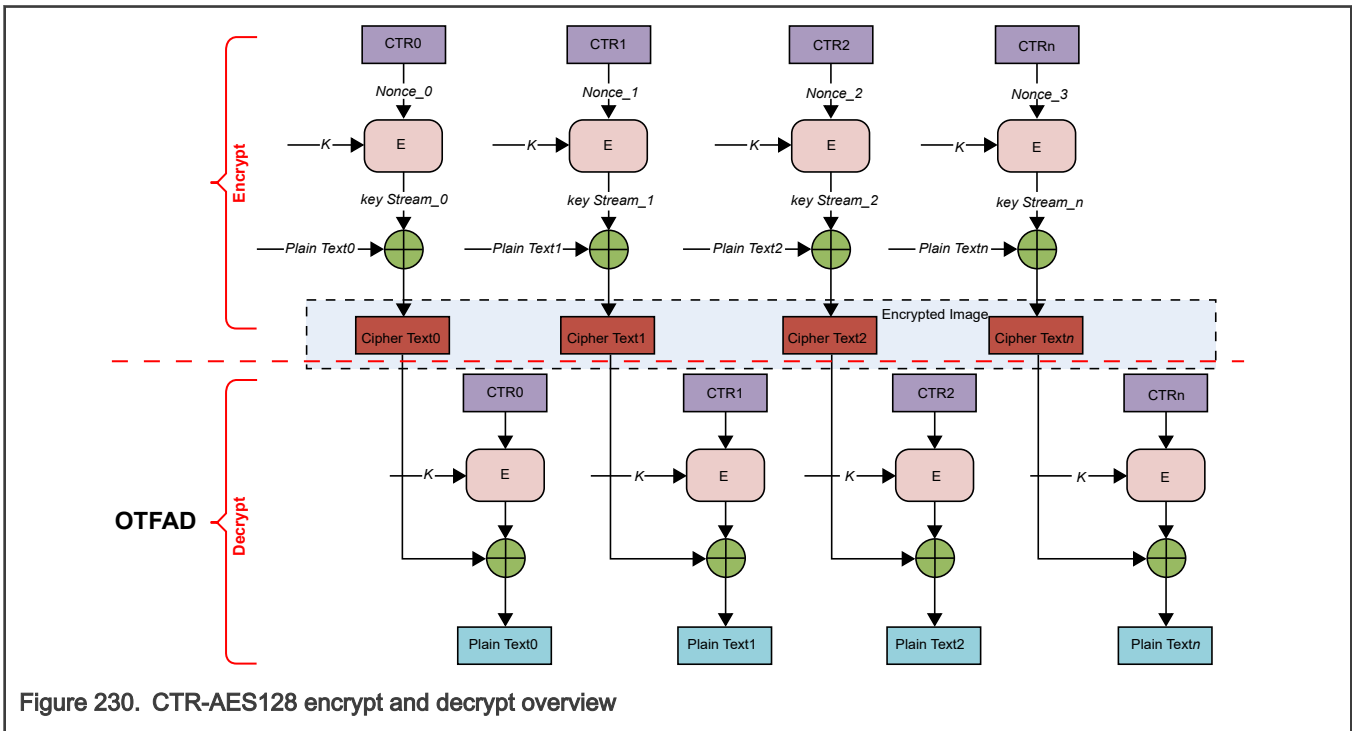 CTR0 CTR1 CTR2 CTRn
Nonce_0 Nonce_1 Nonce_2 Nonce_3
K E K E K E K E
Encrypt
key Stream_0 key Stream_1 key Stream_2 key Stream_n
Plain Text0 Plain Text1 Plain Text2 Plain Textn
Encrypted Image
Cipher Text0 Cipher Text1 Cipher Text2 Cipher Textn
CTR0 CTR1 CTR2 CTRn
K E K E K E K E
OTFAD
Decrypt
Plain Text0 Plain Text1 Plain Text2 Plain Textn
Figure 230. CTR-AES128 encrypt and decrypt overview